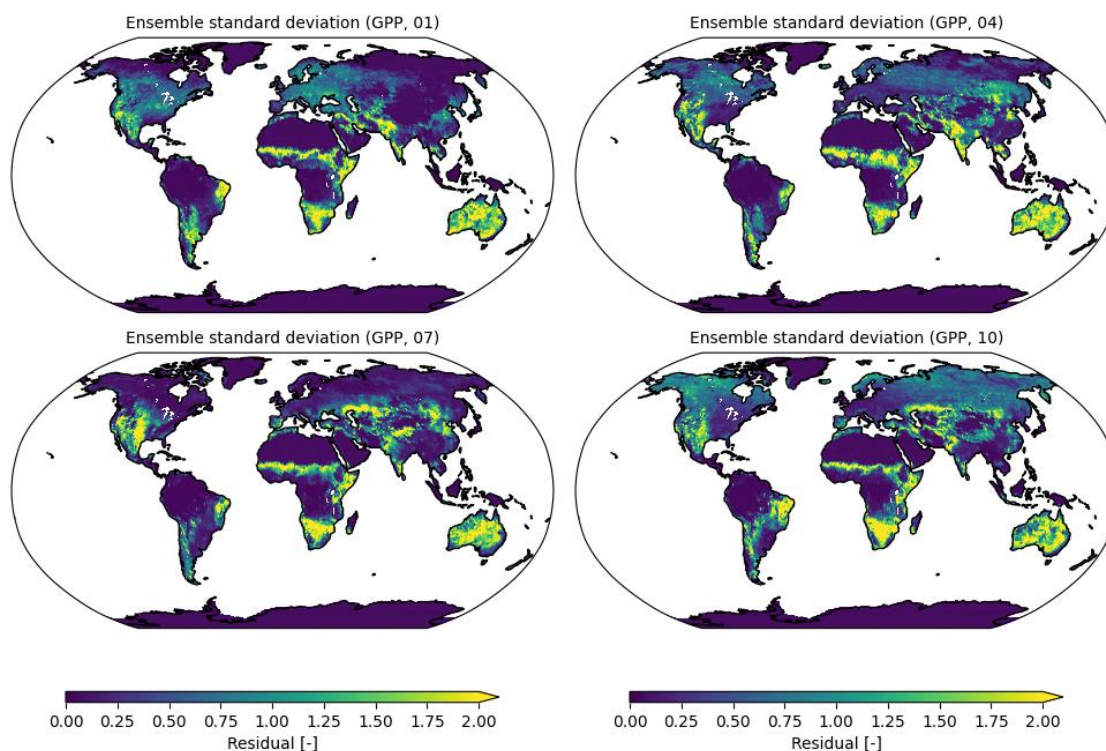 Ensemble standard deviation (GPP, 01)
Ensemble standard deviation (GPP, 04)
Ensemble standard deviation (GPP, 07)
Ensemble standard deviation (GPP, 10)
0.00 0.25 0.50 0.75 1.00 1.25 1.50 1.75 2.00
Residual [-]
0.00 0.25 0.50 0.75 1.00 1.25 1.50 1.75 2.00
Residual [-]